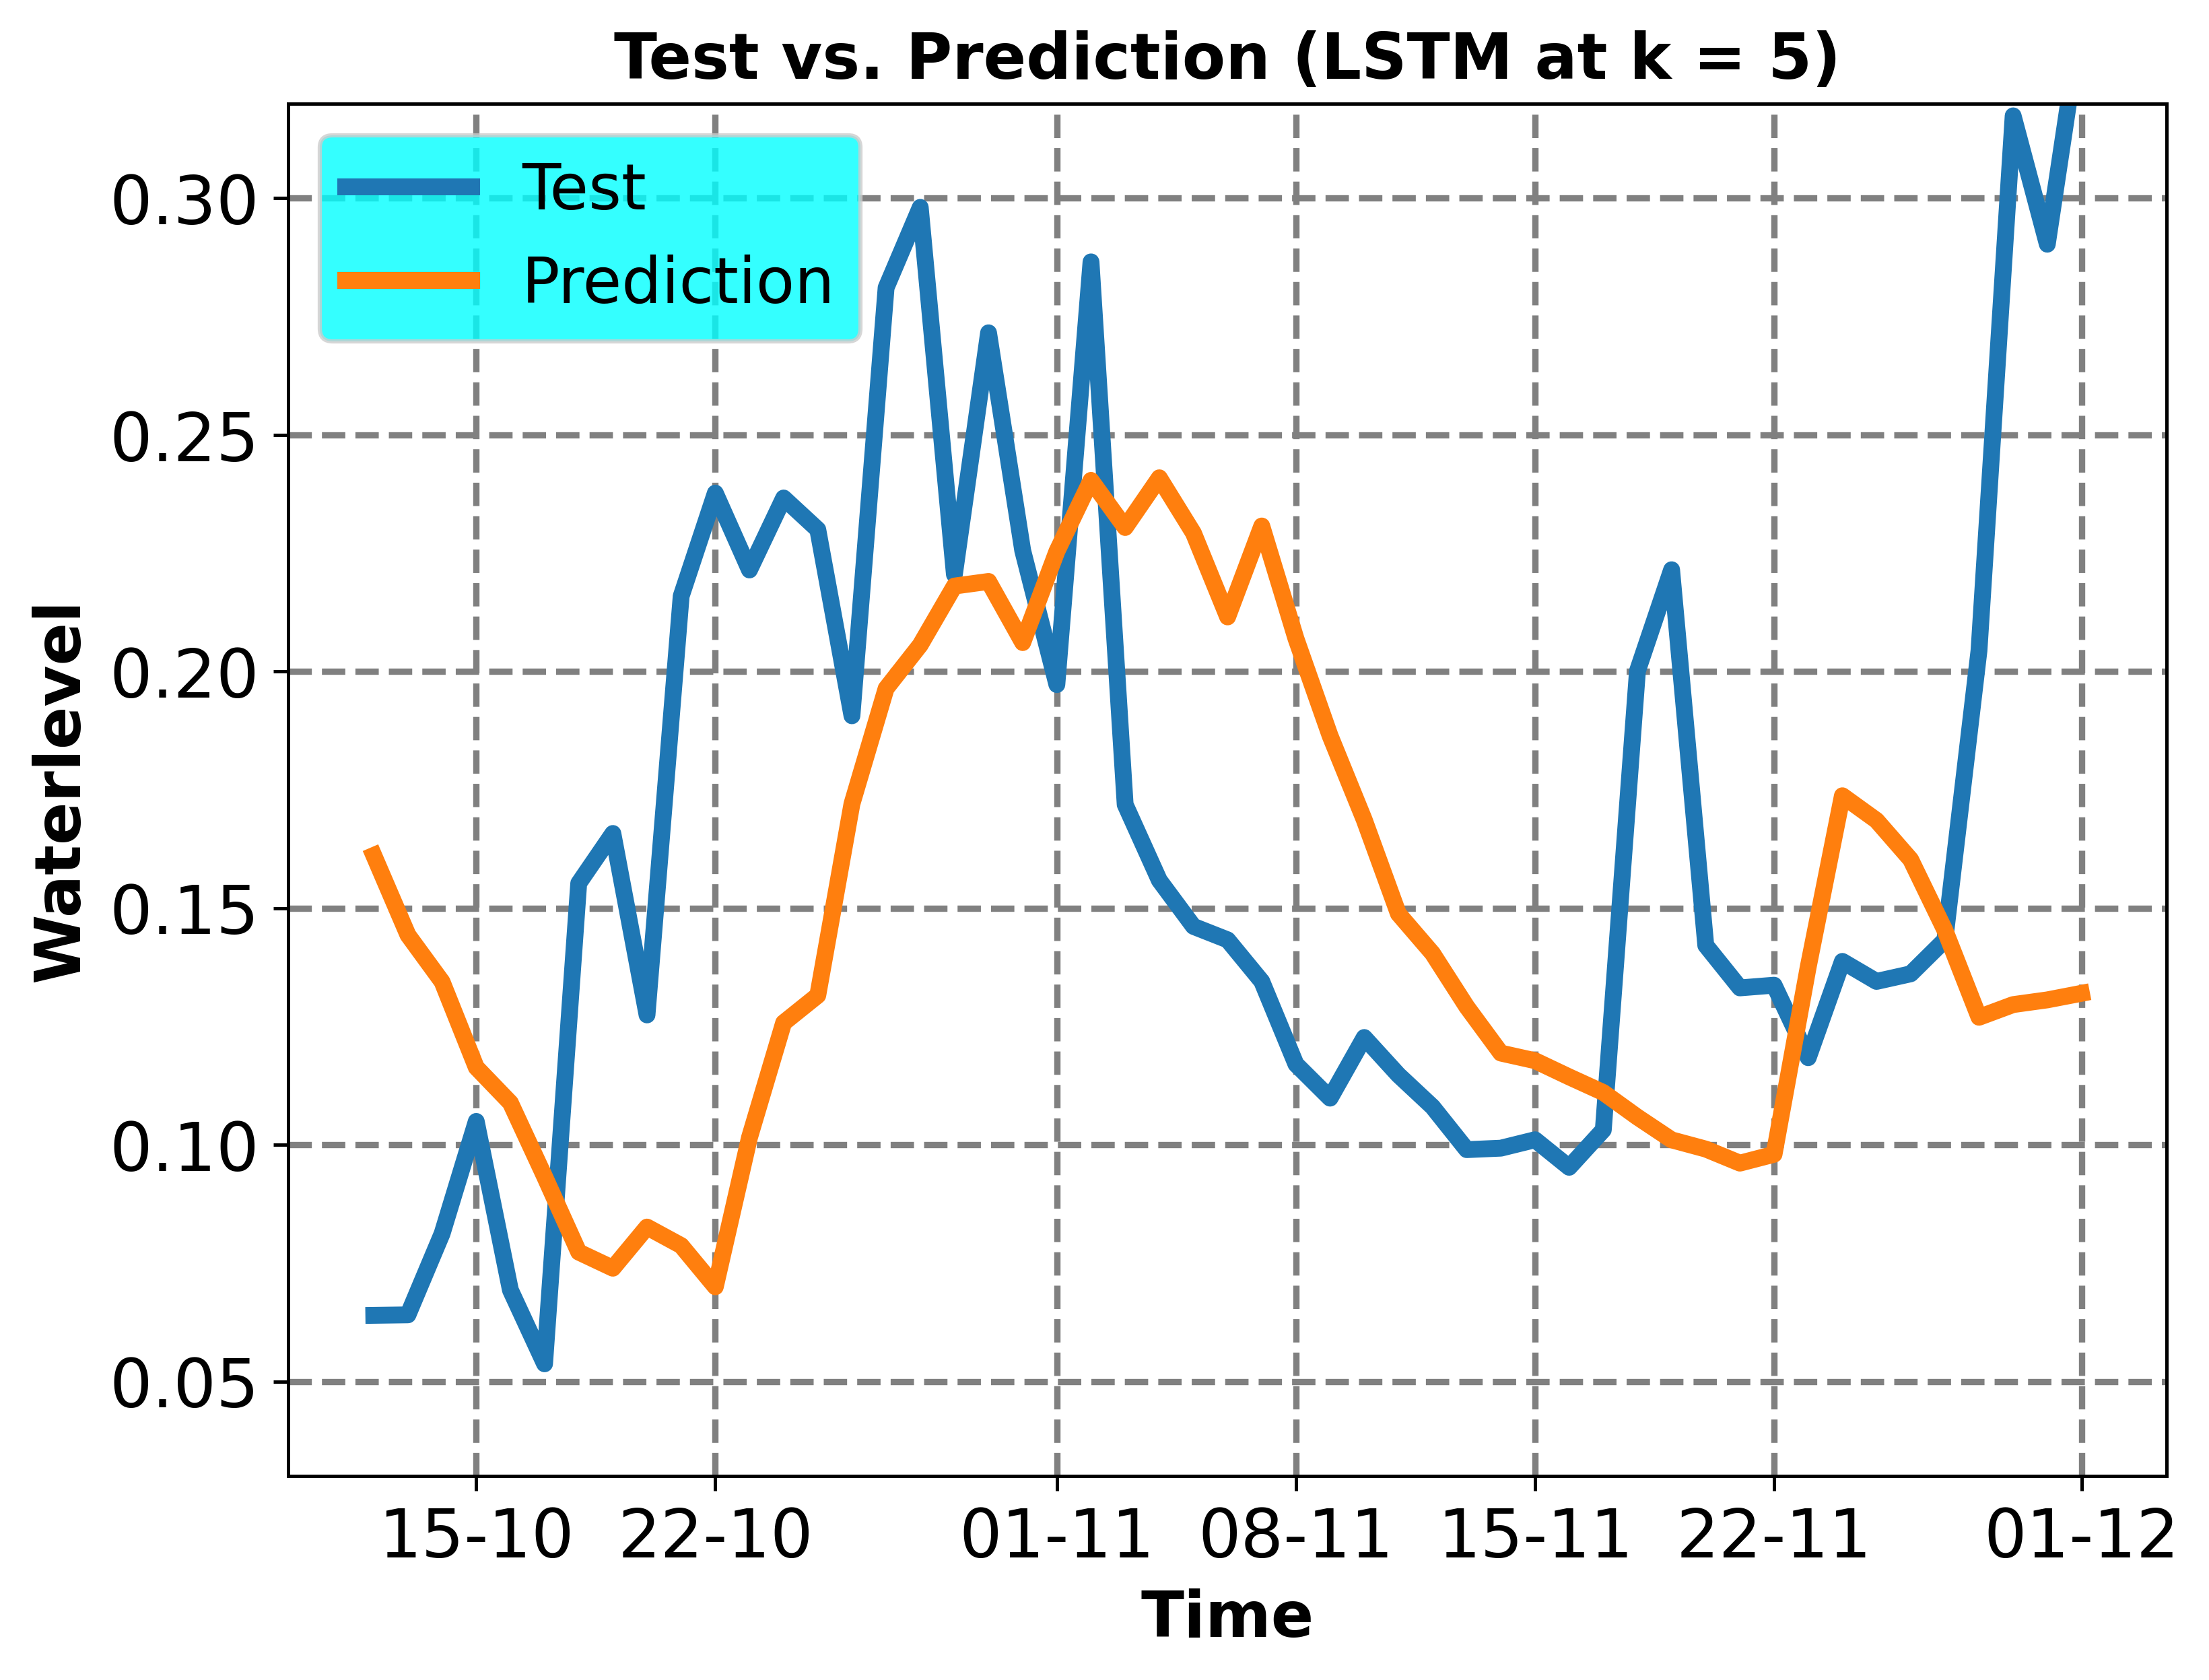 Test vs. Prediction (LSTM at k = 5)
Test
Prediction
0.30
0.25
0.20
0.15
0.10
0.05
Waterlevel
15-10 22-10 01-11 08-11 15-11 22-11 01-12
Time